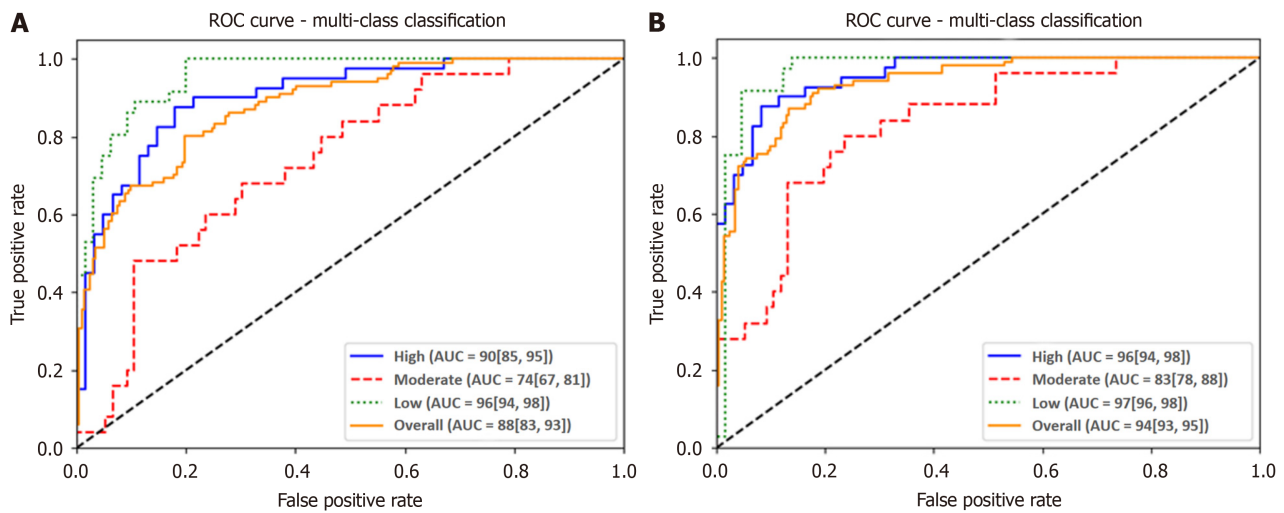 A
ROC curve - multi-class classification
True positive rate
1.0
0.8
0.6
0.4
0.2
0.0
High (AUC = 90[85, 95])
Moderate (AUC = 74[67, 81])
Low (AUC = 96[94, 98])
Overall (AUC = 88[83, 93])
0.0 0.2 0.4 0.6 0.8 1.0
False positive rate
B
ROC curve - multi-class classification
True positive rate
1.0
0.8
0.6
0.4
0.2
0.0
High (AUC = 96[94, 98])
Moderate (AUC = 83[78, 88])
Low (AUC = 97[96, 98])
Overall (AUC = 94[93, 95])
0.0 0.2 0.4 0.6 0.8 1.0
False positive rate